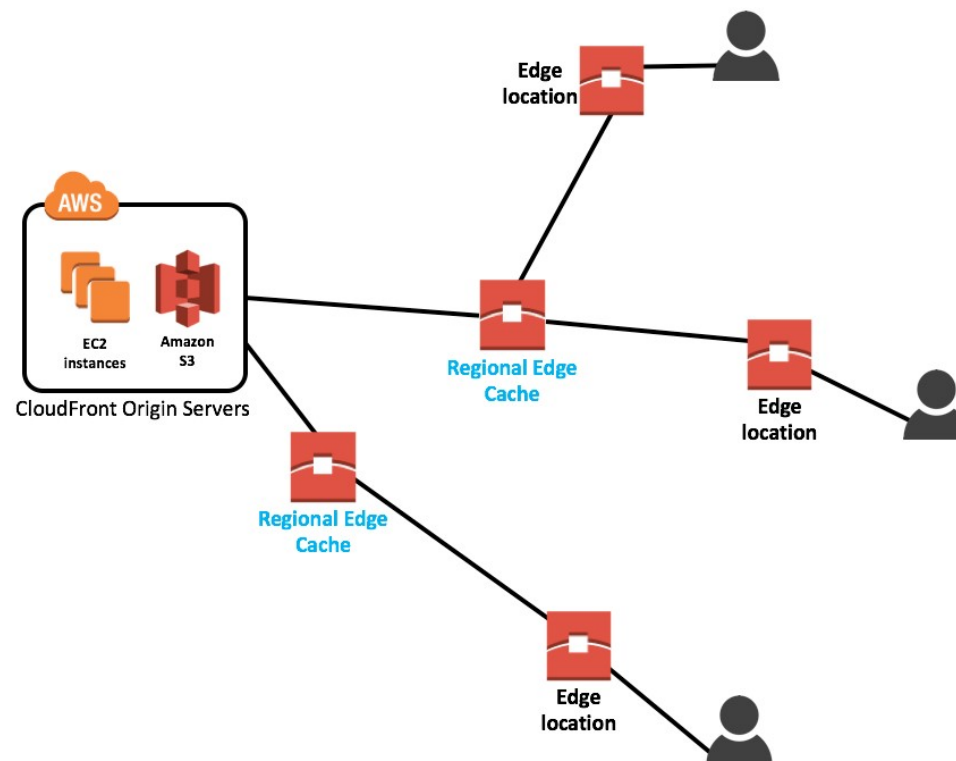 Edge
location
AWS
EC2
instances
Amazon
S3
CloudFront Origin Servers
Regional Edge
Cache
Edge
location
Regional Edge
Cache
Edge
location